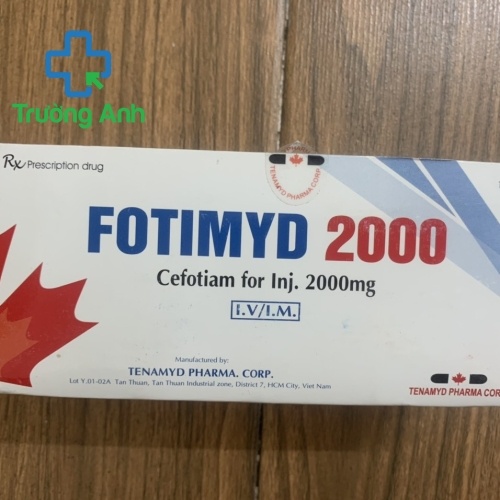 Trường Anh
Rx Prescription drug
TENAMYD PHARMA CORP.
FOTIMYD 2000
Cefotiam for Inj. 2000mg
I.V/I.M.
Manufactured by:
TENAMYD PHARMA. CORP.
Lot Y.01-02A Tan Thuan, Tan Thuan Industrial zone, District 7, HCM City, Viet Nam
TENAMYD PHARMA COR